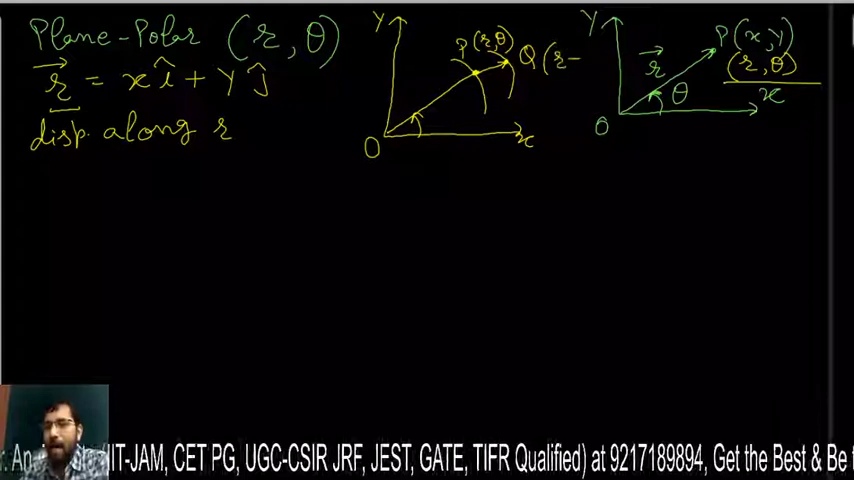 Plane-Polar (r, θ)
r⃗ = x î + y ĵ
disp. along r
Y
P(r,θ)
Q(r-
O
x
Y
P(x,y)
(r,θ)
r⃗
θ
x
O
(IIT-JAM, CET PG, UGC-CSIR JRF, JEST, GATE, TIFR Qualified) at 9217189894, Get the Best & Be